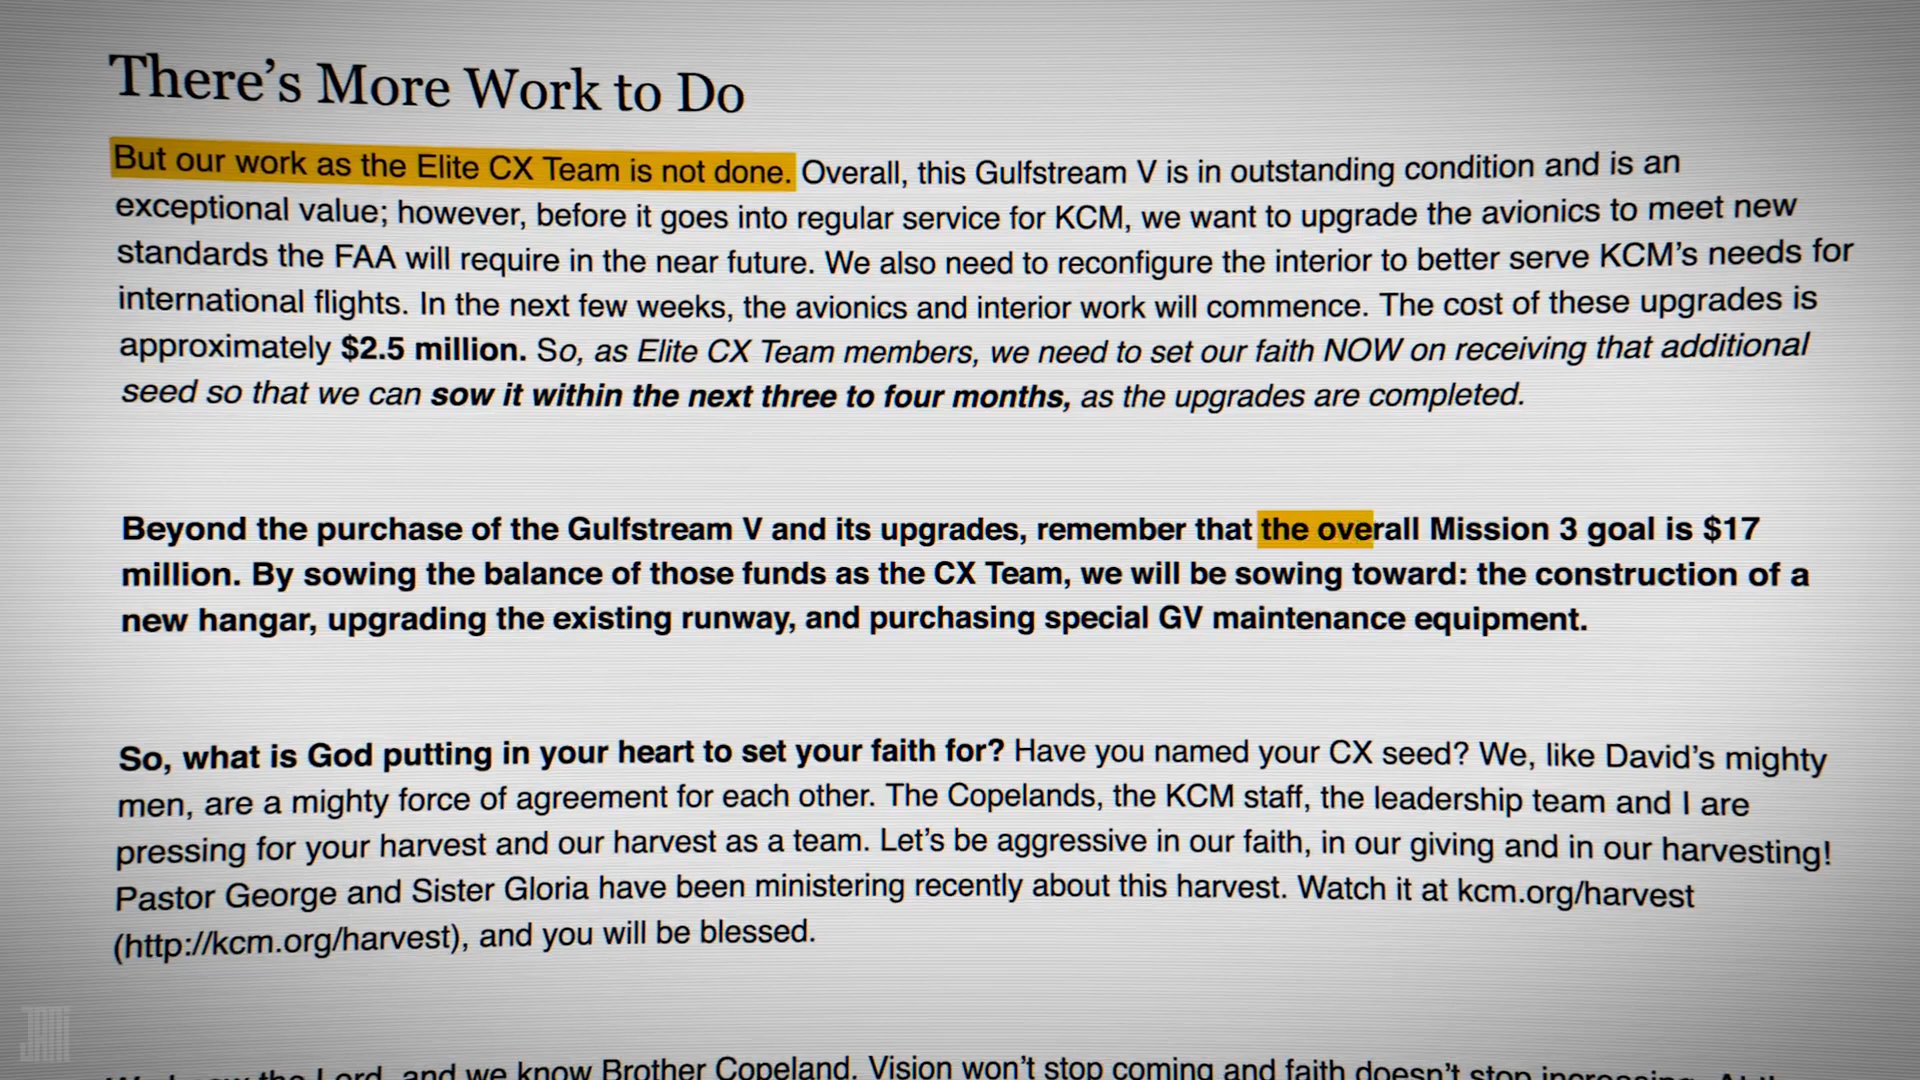 There’s More Work to Do
But our work as the Elite CX Team is not done. Overall, this Gulfstream V is in outstanding condition and is an
exceptional value; however, before it goes into regular service for KCM, we want to upgrade the avionics to meet new
standards the FAA will require in the near future. We also need to reconfigure the interior to better serve KCM’s needs for
international flights. In the next few weeks, the avionics and interior work will commence. The cost of these upgrades is
approximately $2.5 million. So, as Elite CX Team members, we need to set our faith NOW on receiving that additional
seed so that we can sow it within the next three to four months, as the upgrades are completed.
Beyond the purchase of the Gulfstream V and its upgrades, remember that the overall Mission 3 goal is $17
million. By sowing the balance of those funds as the CX Team, we will be sowing toward: the construction of a
new hangar, upgrading the existing runway, and purchasing special GV maintenance equipment.
So, what is God putting in your heart to set your faith for? Have you named your CX seed? We, like David’s mighty
men, are a mighty force of agreement for each other. The Copelands, the KCM staff, the leadership team and I are
pressing for your harvest and our harvest as a team. Let’s be aggressive in our faith, in our giving and in our harvesting!
Pastor George and Sister Gloria have been ministering recently about this harvest. Watch it at kcm.org/harvest
(http://kcm.org/harvest), and you will be blessed.
the Lord, and we know Brother Copeland. Vision won’t stop coming and faith doesn’t stop